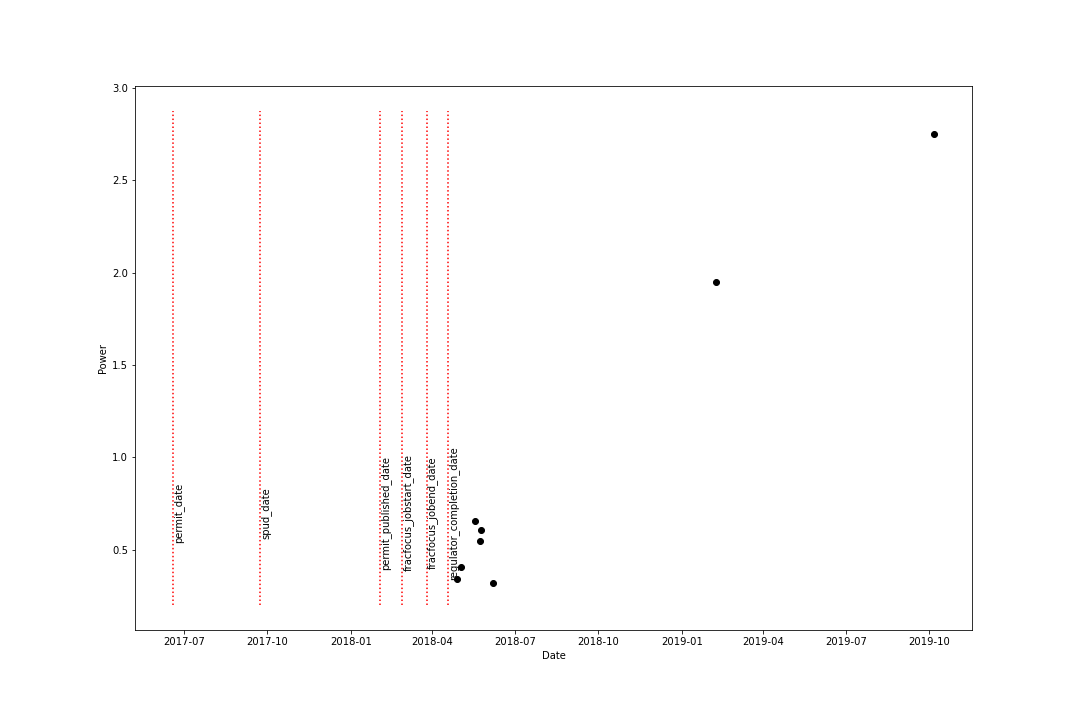 3.0
2.5
2.0
1.5
1.0
0.5
Power
permit_date
spud_date
permit_published_date
fracfocus_jobstart_date
fracfocus_jobend_date
regulator_completion_date
2017-07
2017-10
2018-01
2018-04
2018-07
2018-10
2019-01
2019-04
2019-07
2019-10
Date